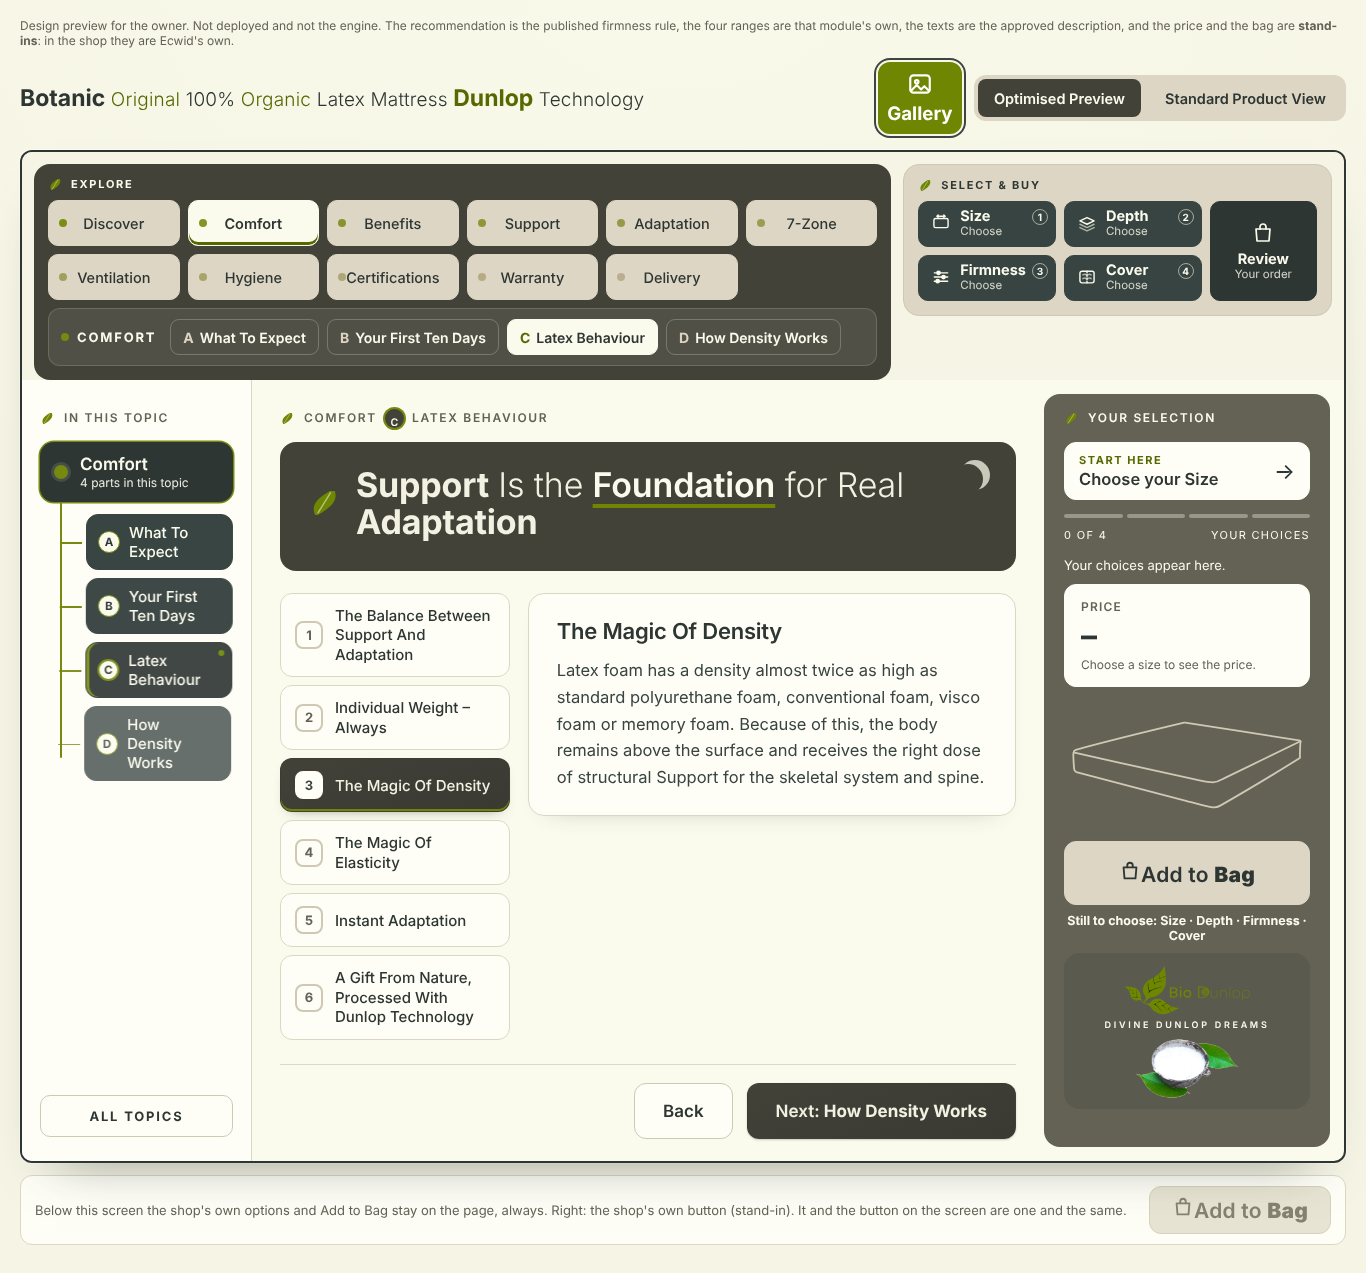 Design preview for the owner. Not deployed and not the engine. The recommendation is the published firmness rule, the four ranges are that module's own, the texts are the approved description, and the price and the bag are stand-
ins: in the shop they are Ecwid's own.
Botanic Original 100% Organic Latex Mattress Dunlop Technology
Gallery
Optimised Preview
Standard Product View
EXPLORE
Discover
Comfort
Benefits
Support
Adaptation
7-Zone
Ventilation
Hygiene
Certifications
Warranty
Delivery
COMFORT
A What To Expect
B Your First Ten Days
C Latex Behaviour
D How Density Works
SELECT & BUY
Size 1
Choose
Depth 2
Choose
Firmness 3
Choose
Cover 4
Choose
Review
Your order
IN THIS TOPIC
Comfort
4 parts in this topic
A What To
Expect
B Your First
Ten Days
C Latex
Behaviour
D How
Density
Works
ALL TOPICS
COMFORT C LATEX BEHAVIOUR
Support Is the Foundation for Real
Adaptation
1 The Balance Between
Support And
Adaptation
2 Individual Weight –
Always
3 The Magic Of Density
4 The Magic Of
Elasticity
5 Instant Adaptation
6 A Gift From Nature,
Processed With
Dunlop Technology
The Magic Of Density
Latex foam has a density almost twice as high as
standard polyurethane foam, conventional foam, visco
foam or memory foam. Because of this, the body
remains above the surface and receives the right dose
of structural Support for the skeletal system and spine.
Back
Next: How Density Works
YOUR SELECTION
START HERE
Choose your Size
0 OF 4
YOUR CHOICES
Your choices appear here.
PRICE
–
Choose a size to see the price.
Add to Bag
Still to choose: Size · Depth · Firmness ·
Cover
Bio Dunlop
DIVINE DUNLOP DREAMS
Below this screen the shop's own options and Add to Bag stay on the page, always. Right: the shop's own button (stand-in). It and the button on the screen are one and the same.
Add to Bag